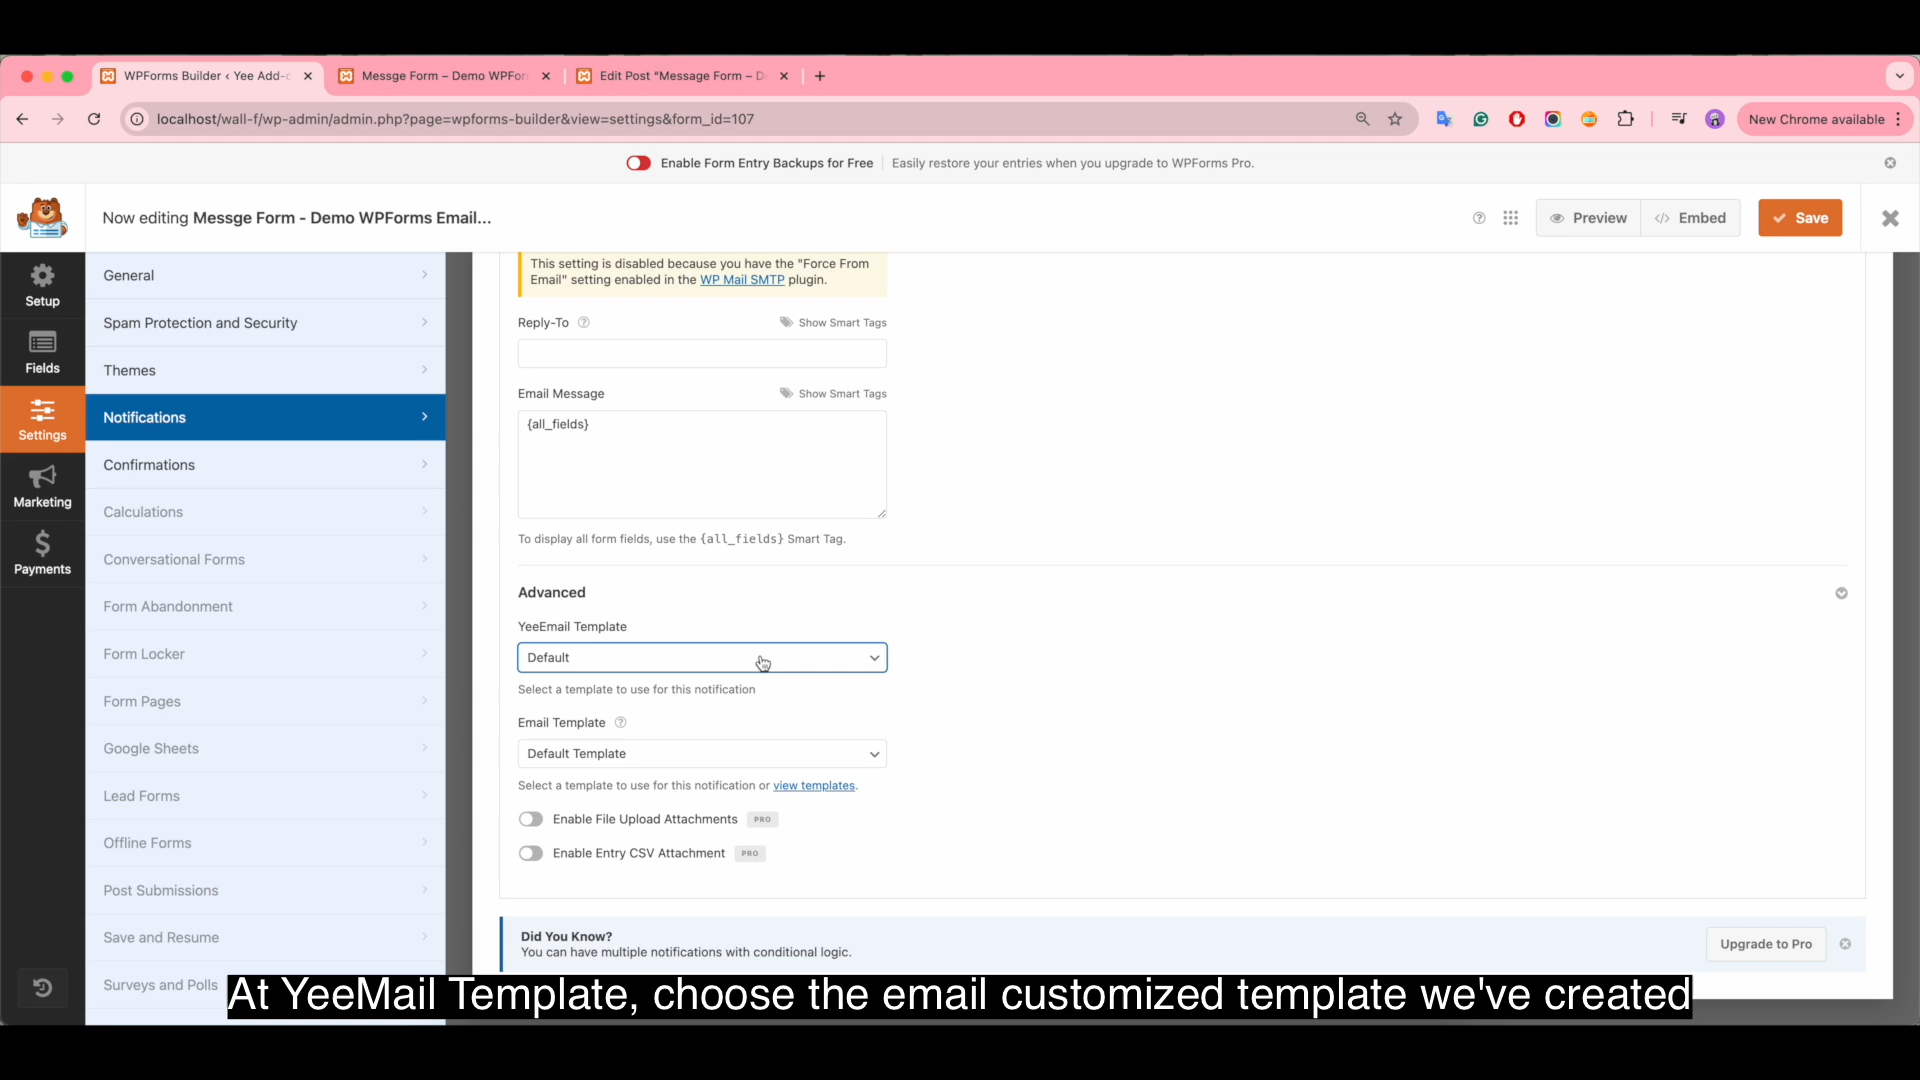 WPForms Builder ‹ Yee Add-
Messge Form – Demo WPFor
Edit Post "Message Form – D
localhost/wall-f/wp-admin/admin.php?page=wpforms-builder&view=settings&form_id=107
New Chrome available
Enable Form Entry Backups for Free
Easily restore your entries when you upgrade to WPForms Pro.
Now editing Messge Form - Demo WPForms Email...
Preview
Embed
Save
Setup
Fields
Settings
Marketing
Payments
General
Spam Protection and Security
Themes
Notifications
Confirmations
Calculations
Conversational Forms
Form Abandonment
Form Locker
Form Pages
Google Sheets
Lead Forms
Offline Forms
Post Submissions
Save and Resume
Surveys and Polls
This setting is disabled because you have the "Force From
Email" setting enabled in the WP Mail SMTP plugin.
Reply-To
Show Smart Tags
Email Message
Show Smart Tags
{all_fields}
To display all form fields, use the {all_fields} Smart Tag.
Advanced
YeeEmail Template
Default
Select a template to use for this notification
Email Template
Default Template
Select a template to use for this notification or view templates.
Enable File Upload Attachments PRO
Enable Entry CSV Attachment PRO
Did You Know?
You can have multiple notifications with conditional logic.
Upgrade to Pro
At YeeMail Template, choose the email customized template we've created